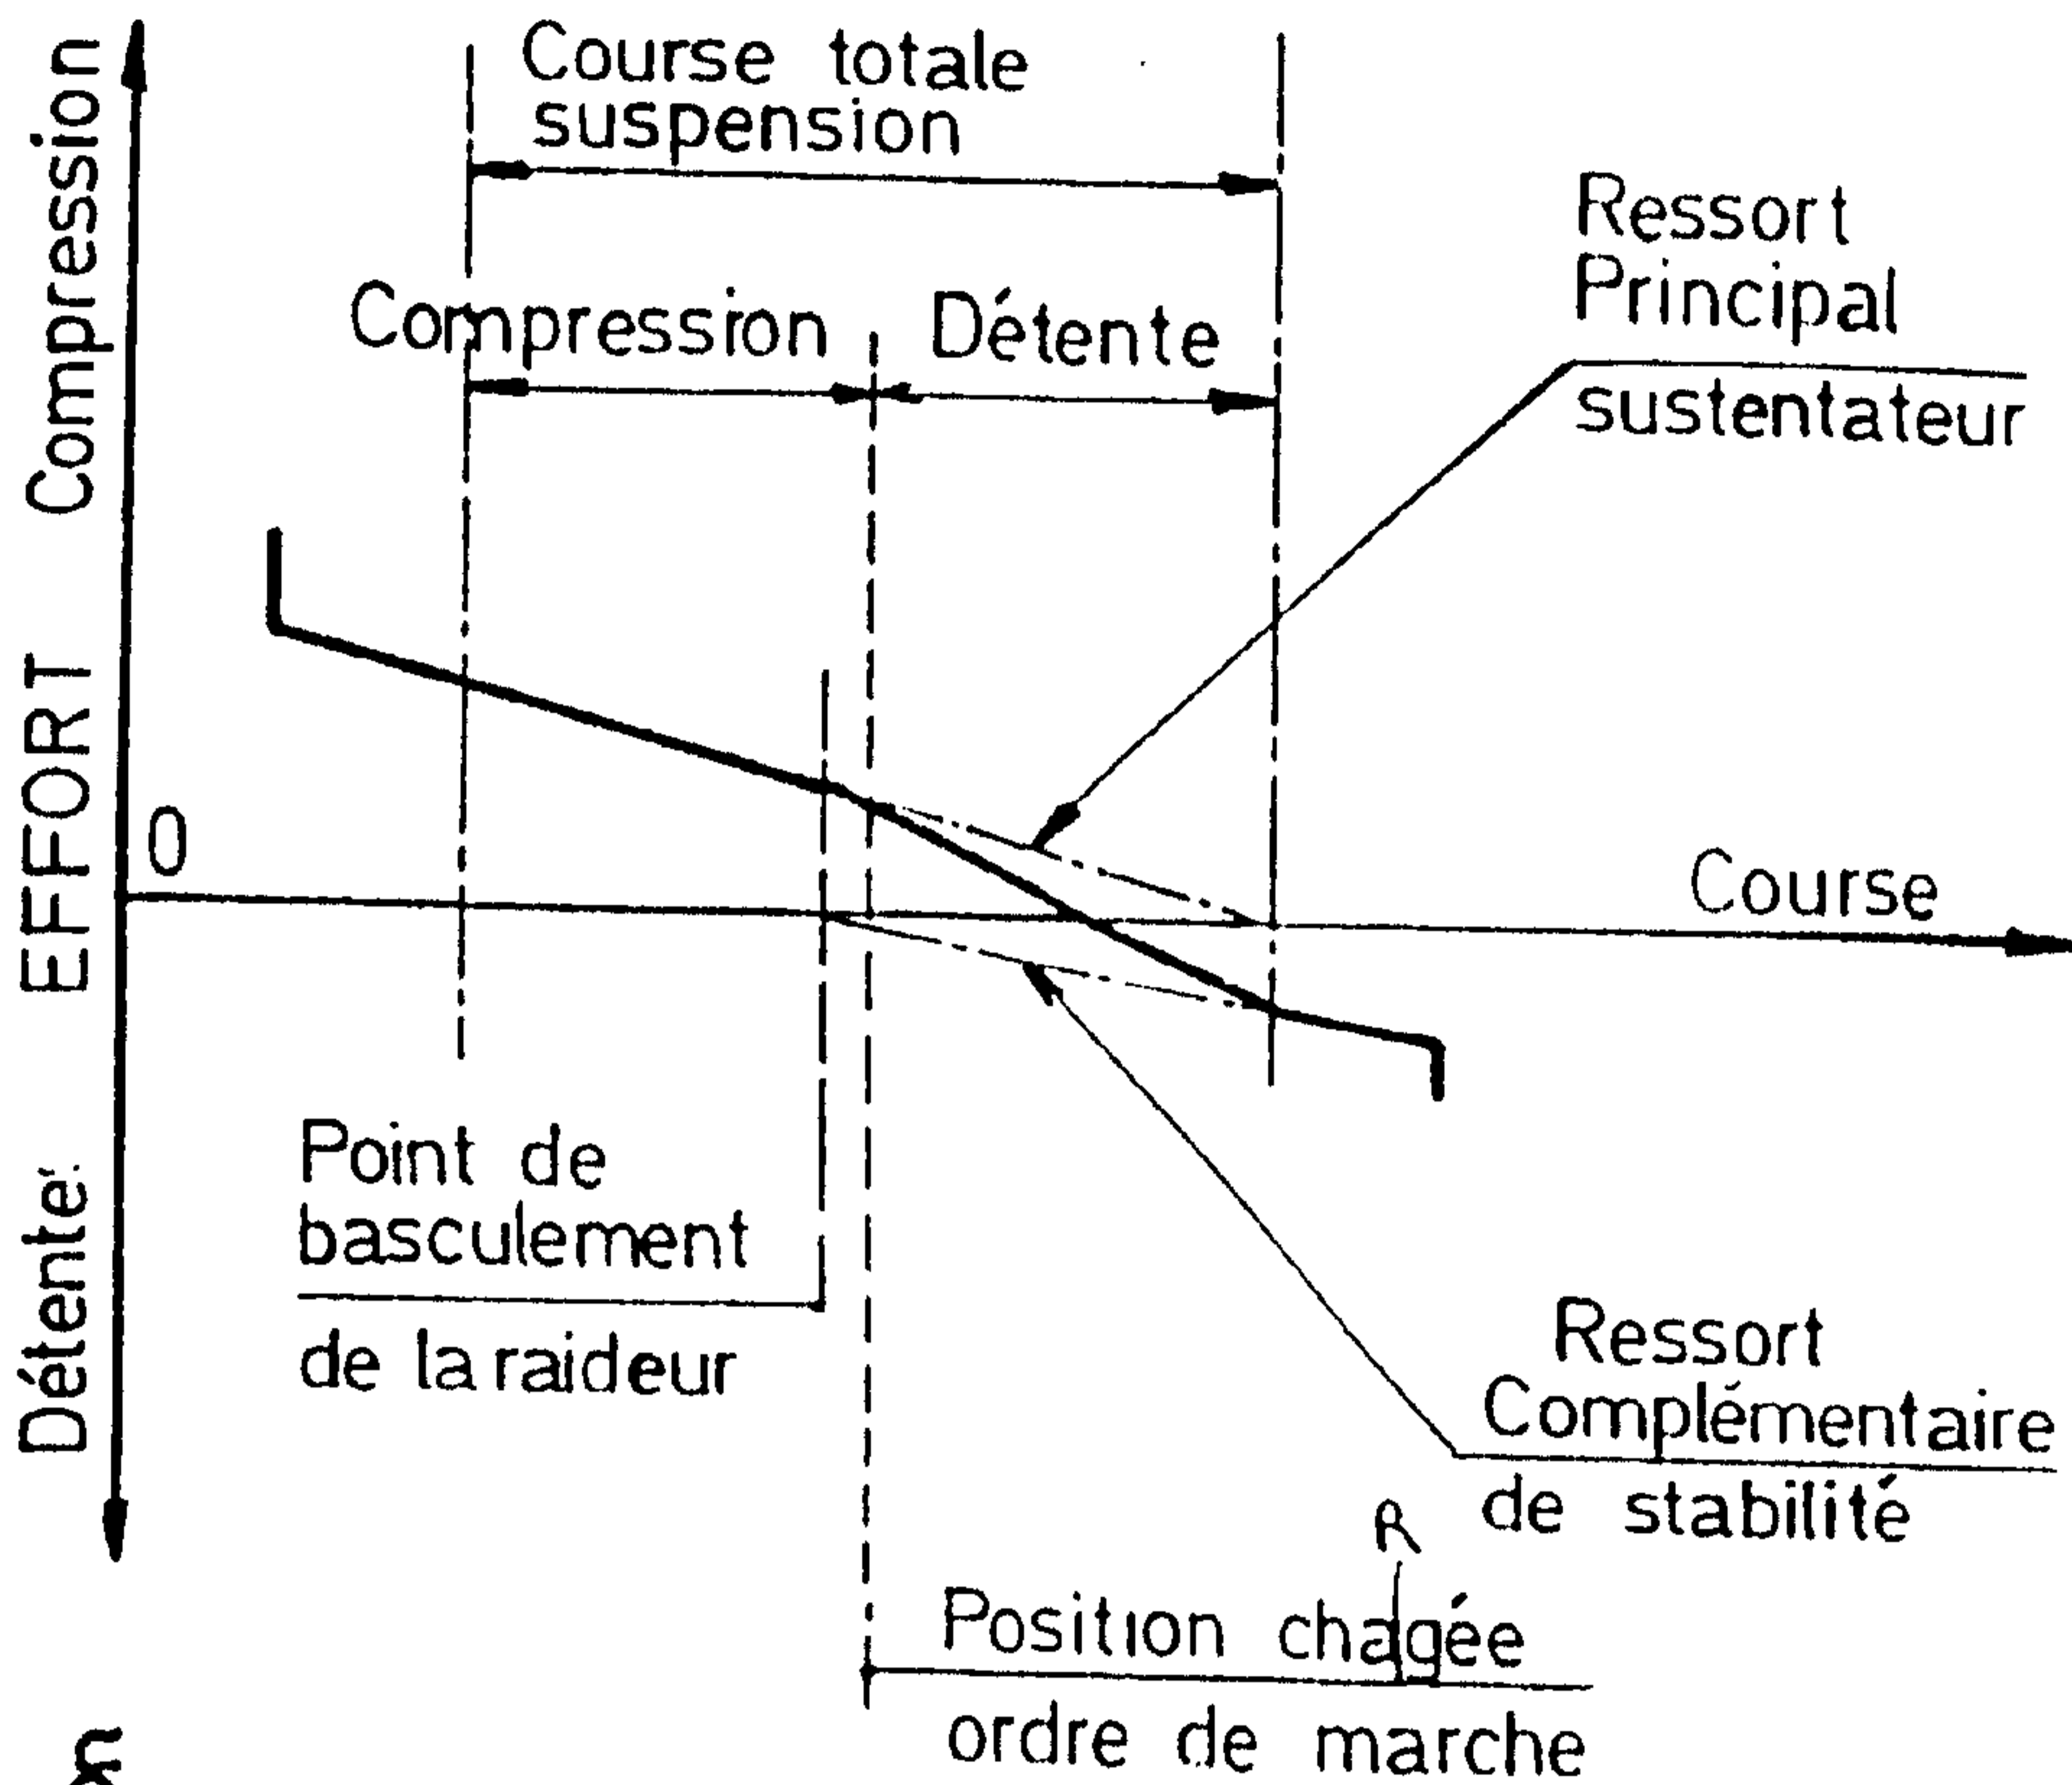 Course totale
suspension
Compression
Détente
Ressort
Principal
sustentateur
Détente EFFORT Compression
O
Course
Point de
basculement
de la raideur
Ressort
Complémentaire
de stabilité
R
Position chagée
ordre de marche